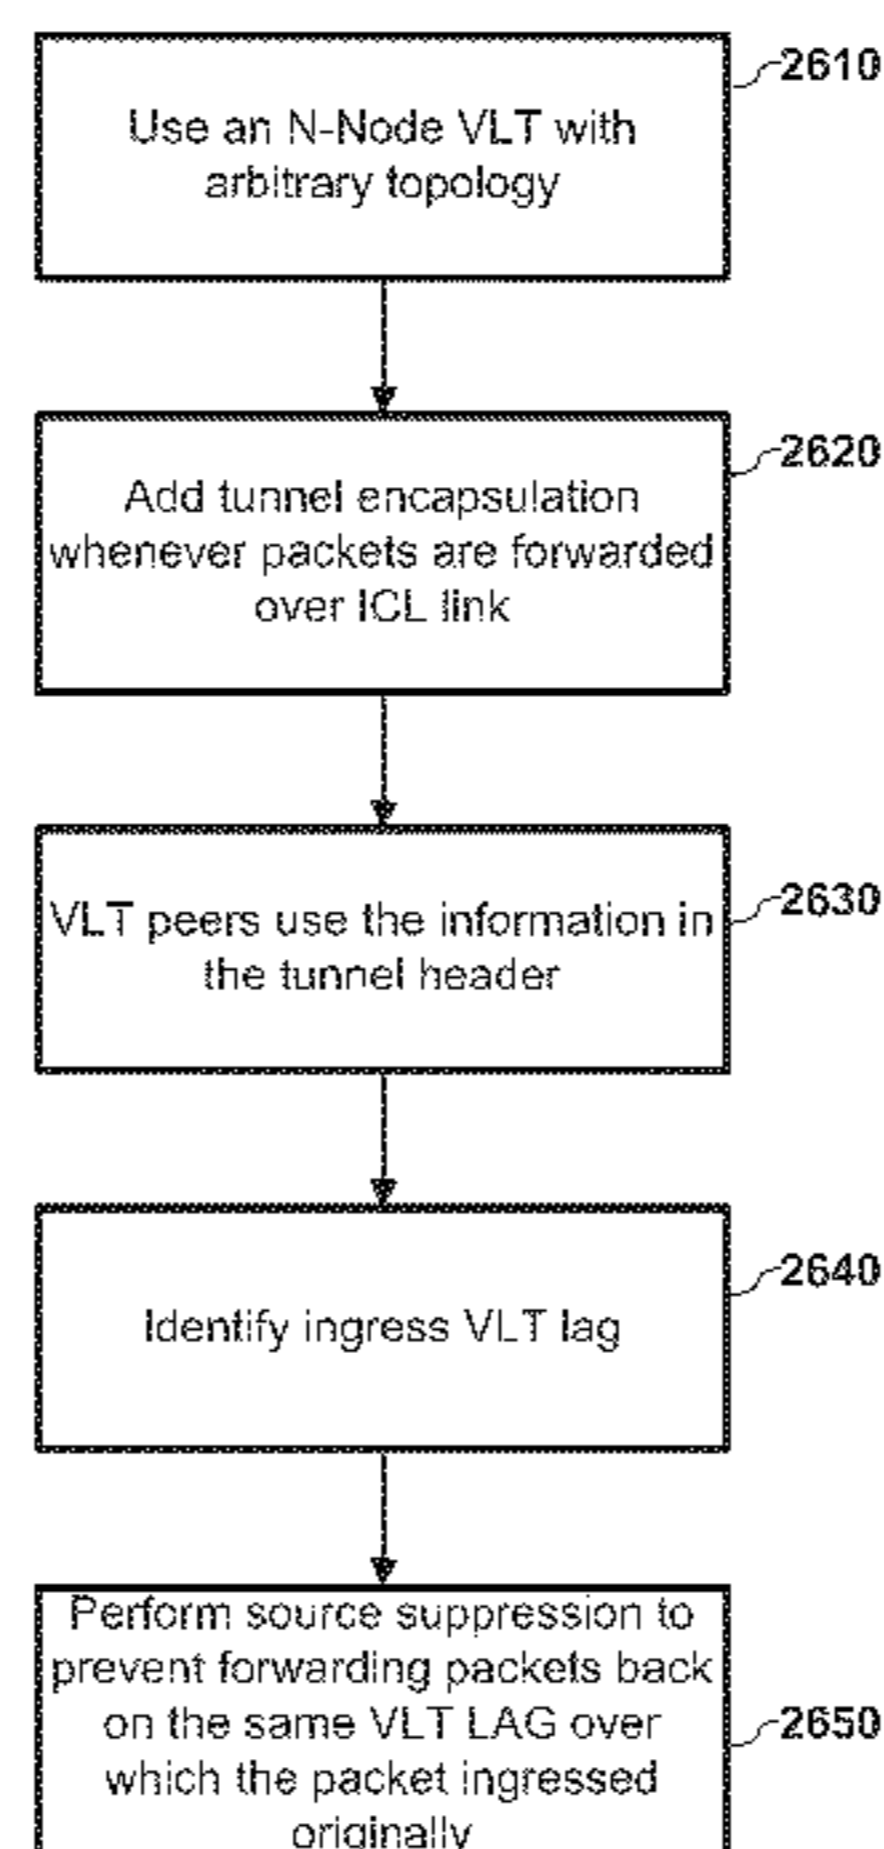 2610
Use an N-Node VLT with
arbitrary topology
2620
Add tunnel encapsulation
whenever packets are forwarded
over ICL link
2630
VLT peers use the information in
the tunnel header
2640
Identify ingress VLT lag
Perform source suppression to
prevent forwarding packets back
on the same VLT LAG over
2650
which the packet ingressed
originally